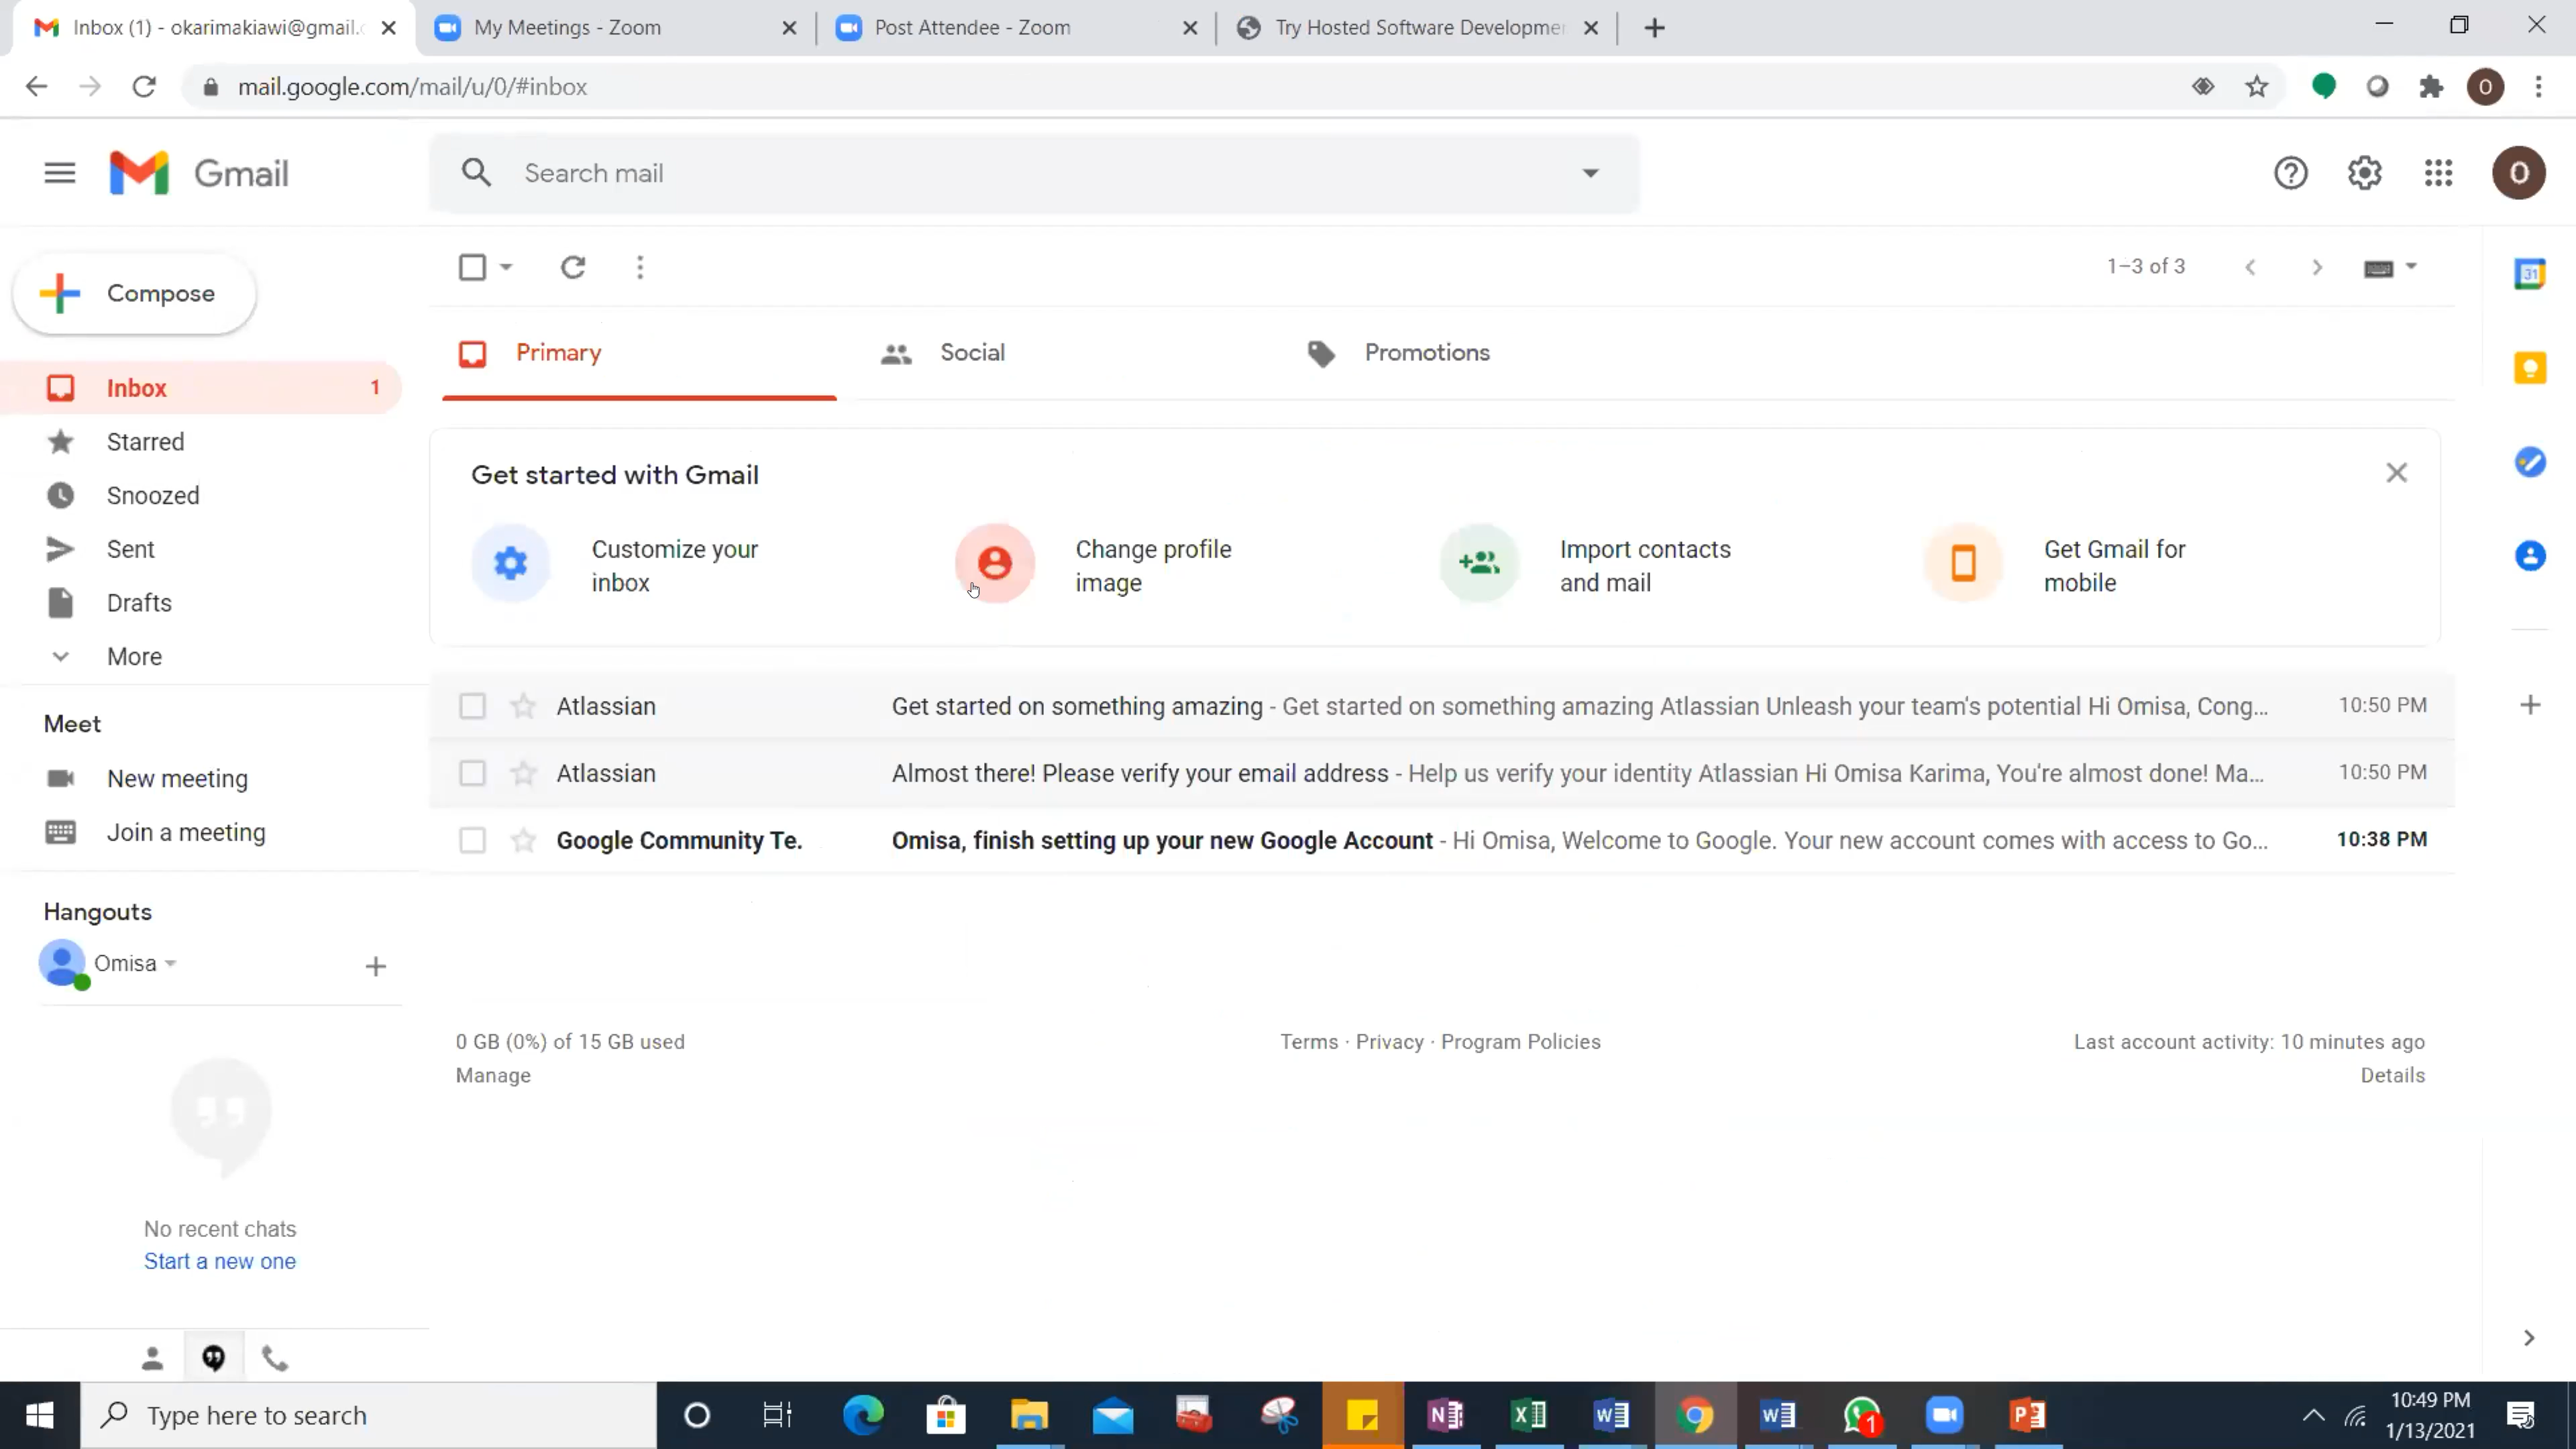 Inbox (1) - okarimakiawi@gmail.c
My Meetings - Zoom
Post Attendee - Zoom
Try Hosted Software Developmen
mail.google.com/mail/u/0/#inbox
O
Gmail
Search mail
O
Compose
1–3 of 3
31
Primary
Social
Promotions
Inbox 1
Starred
Snoozed
Sent
Drafts
More
Get started with Gmail
Customize your
inbox
Change profile
image
Import contacts
and mail
Get Gmail for
mobile
Atlassian Get started on something amazing - Get started on something amazing Atlassian Unleash your team's potential Hi Omisa, Cong... 10:50 PM
Atlassian Almost there! Please verify your email address - Help us verify your identity Atlassian Hi Omisa Karima, You're almost done! Ma... 10:50 PM
Google Community Te. Omisa, finish setting up your new Google Account - Hi Omisa, Welcome to Google. Your new account comes with access to Go... 10:38 PM
Meet
New meeting
Join a meeting
Hangouts
Omisa
No recent chats
Start a new one
0 GB (0%) of 15 GB used
Manage
Terms · Privacy · Program Policies
Last account activity: 10 minutes ago
Details
Type here to search
N
X
W
W
1
P
10:49 PM
1/13/2021